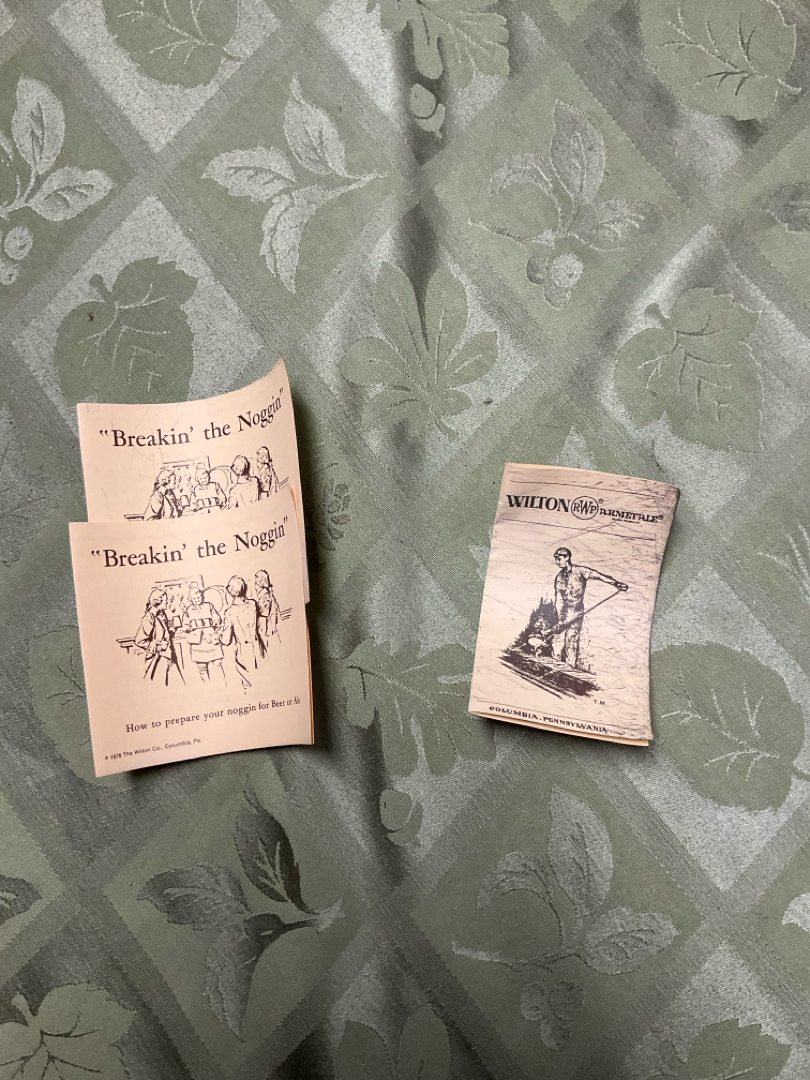 "Breakin' the Noggin"
"Breakin' the Noggin"
How to prepare your noggin for Beer or Ale
© 1978 The Wilton Co., Columbia, Pa.
WILTON RWP® ARMETALE®
T.M.
COLUMBIA, PENNSYLVANIA